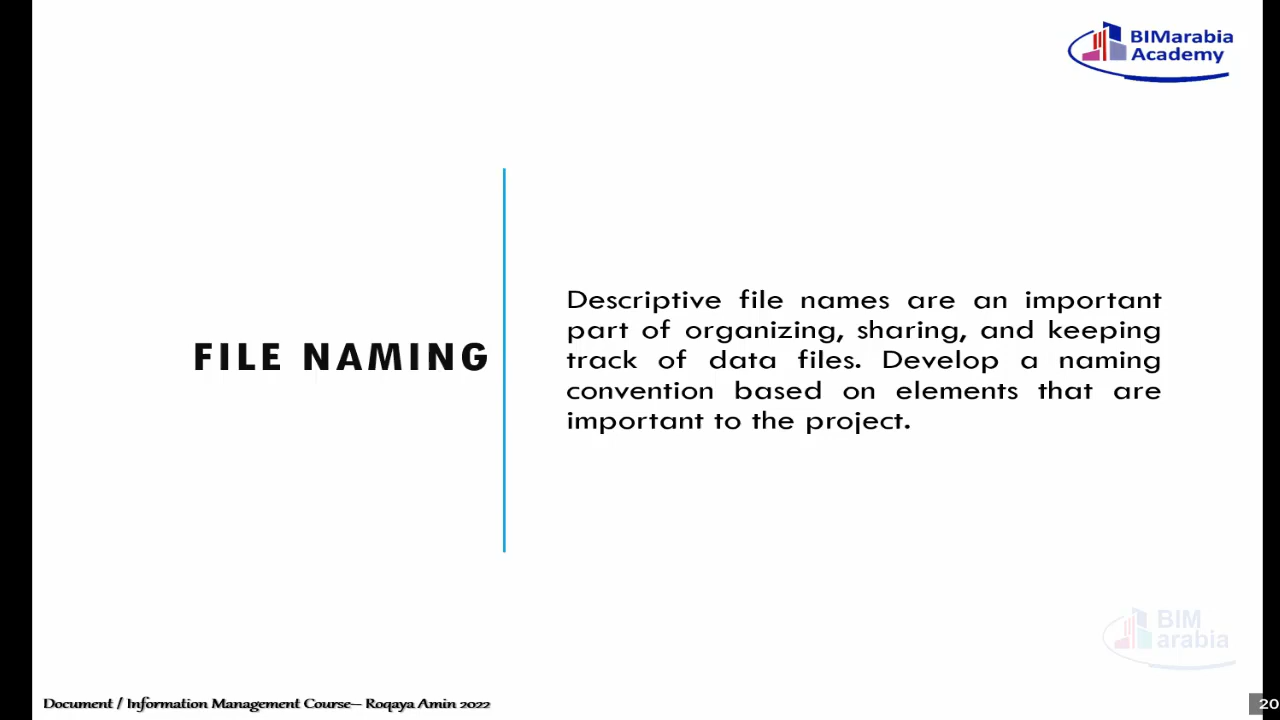 BIMarabia
Academy
FILE NAMING
Descriptive file names are an important
part of organizing, sharing, and keeping
track of data files. Develop a naming
convention based on elements that are
important to the project.
BIM
arabia
Document / Information Management Course– Roqaya Amin 2022
20